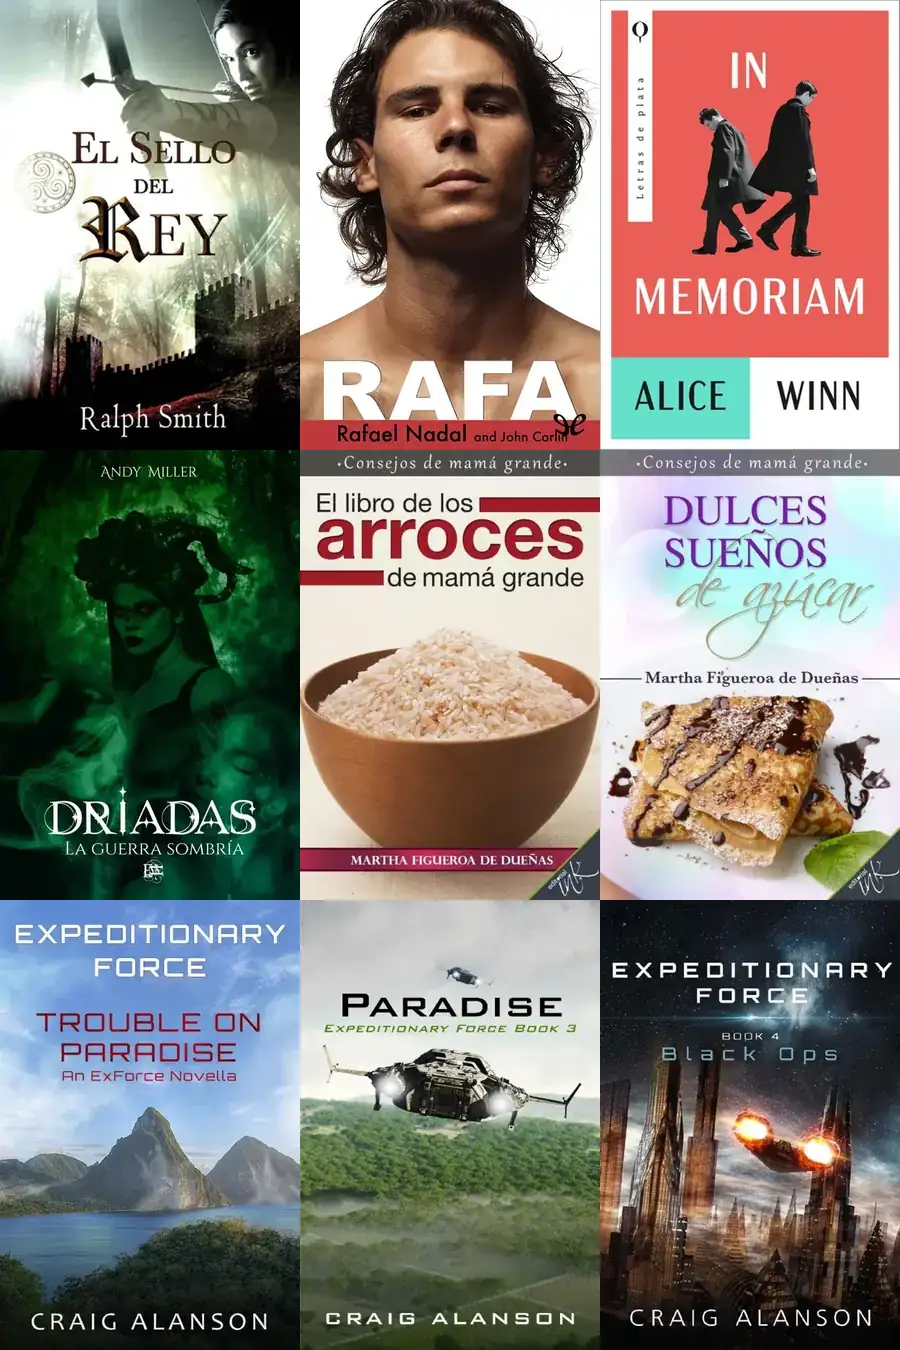 EL SELLO
DEL
REY
Ralph Smith
RAFA
Rafael Nadal and John Carlin
Letras de plata
IN
MEMORIAM
ALICE WINN
ANDY MILLER
DRIADAS
LA GUERRA SOMBRÍA
·Consejos de mamá grande·
El libro de los
arroces
de mamá grande
MARTHA FIGUEROA DE DUEÑAS
editorial
·Consejos de mamá grande·
DULCES
SUEÑOS
de azúcar
Martha Figueroa de Dueñas
editorial
EXPEDITIONARY
FORCE
TROUBLE ON
PARADISE
An ExForce Novella
CRAIG ALANSON
PARADISE
EXPEDITIONARY FORCE BOOK 3
CRAIG ALANSON
EXPEDITIONARY
FORCE
BOOK 4
Black Ops
CRAIG ALANSON